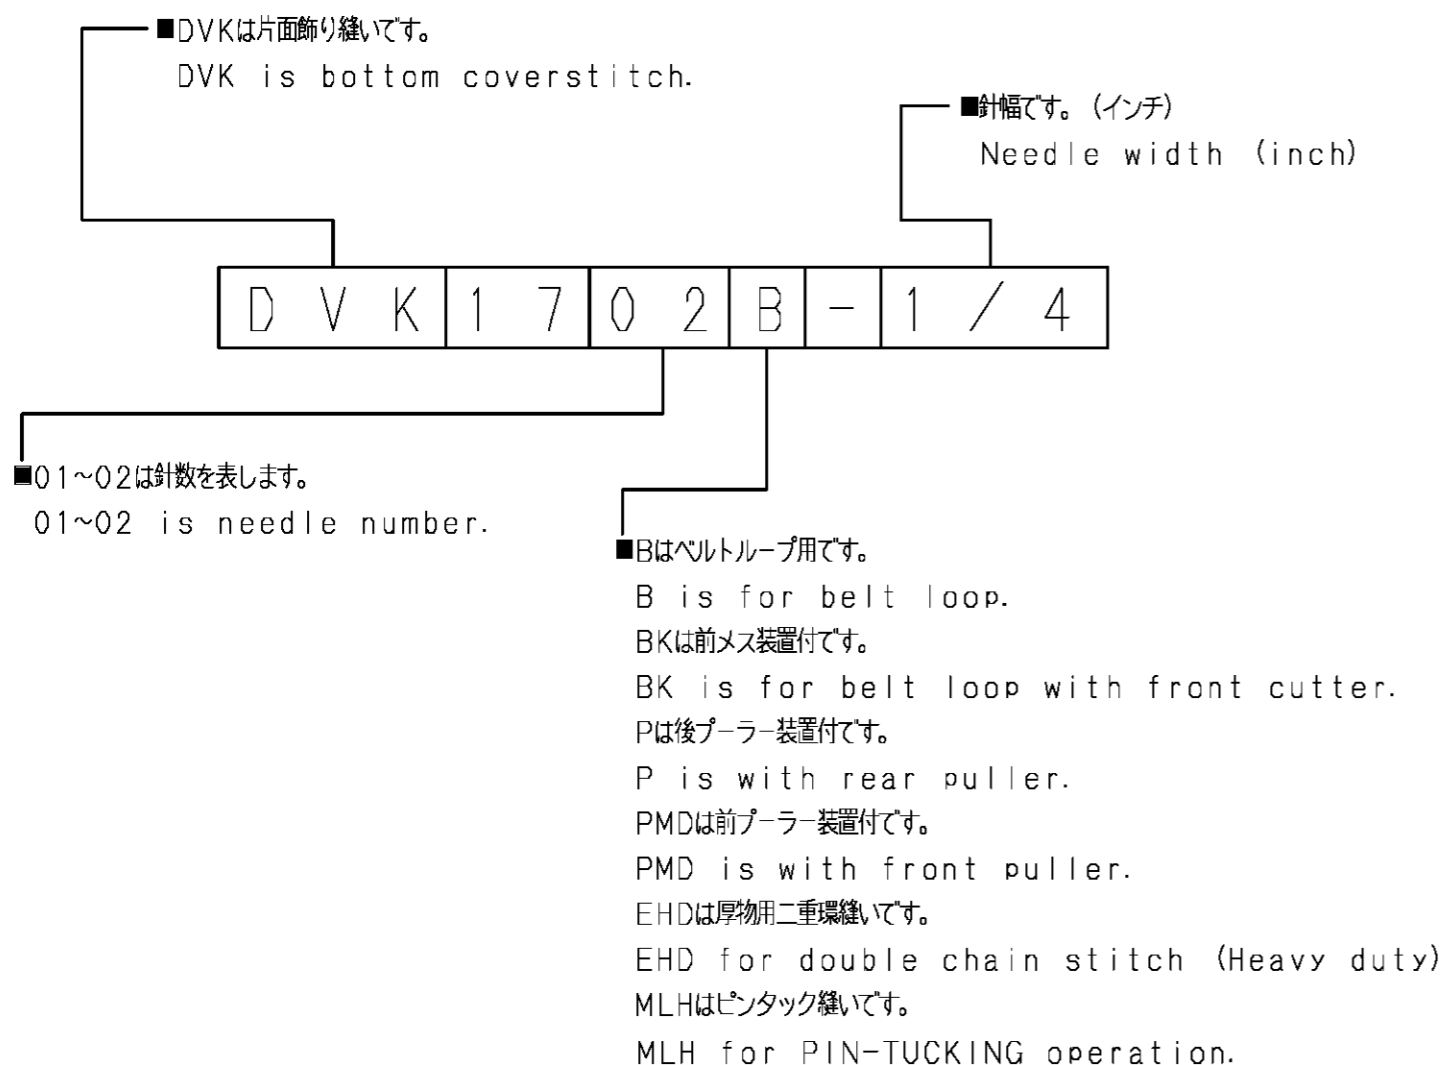 ■DVKは片面飾り縫いです。
DVK is bottom coverstitch.
■針幅です。（インチ）
Needle width (inch)
DVK1702B-1/4
■01~02は針数を表します。
01~02 is needle number.
■Bはベルトループ用です。
B is for belt loop.
BKは前メス装置付です。
BK is for belt loop with front cutter.
Pは後プーラー装置付です。
P is with rear puller.
PMDは前プーラー装置付です。
PMD is with front puller.
EHDは厚物用二重環縫いです。
EHD for double chain stitch (Heavy duty)
MLHはピンタック縫いです。
MLH for PIN-TUCKING operation.